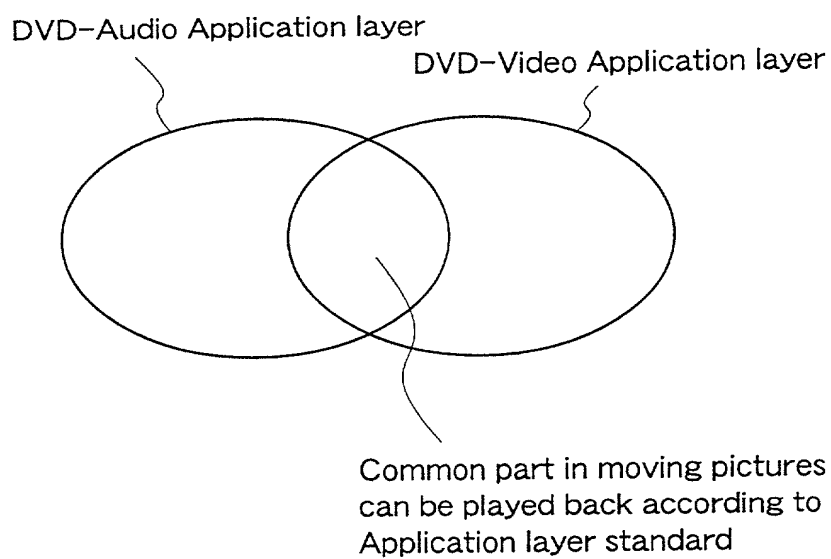 DVD-Audio Application layer
DVD-Video Application layer
Common part in moving pictures
can be played back according to
Application layer standard